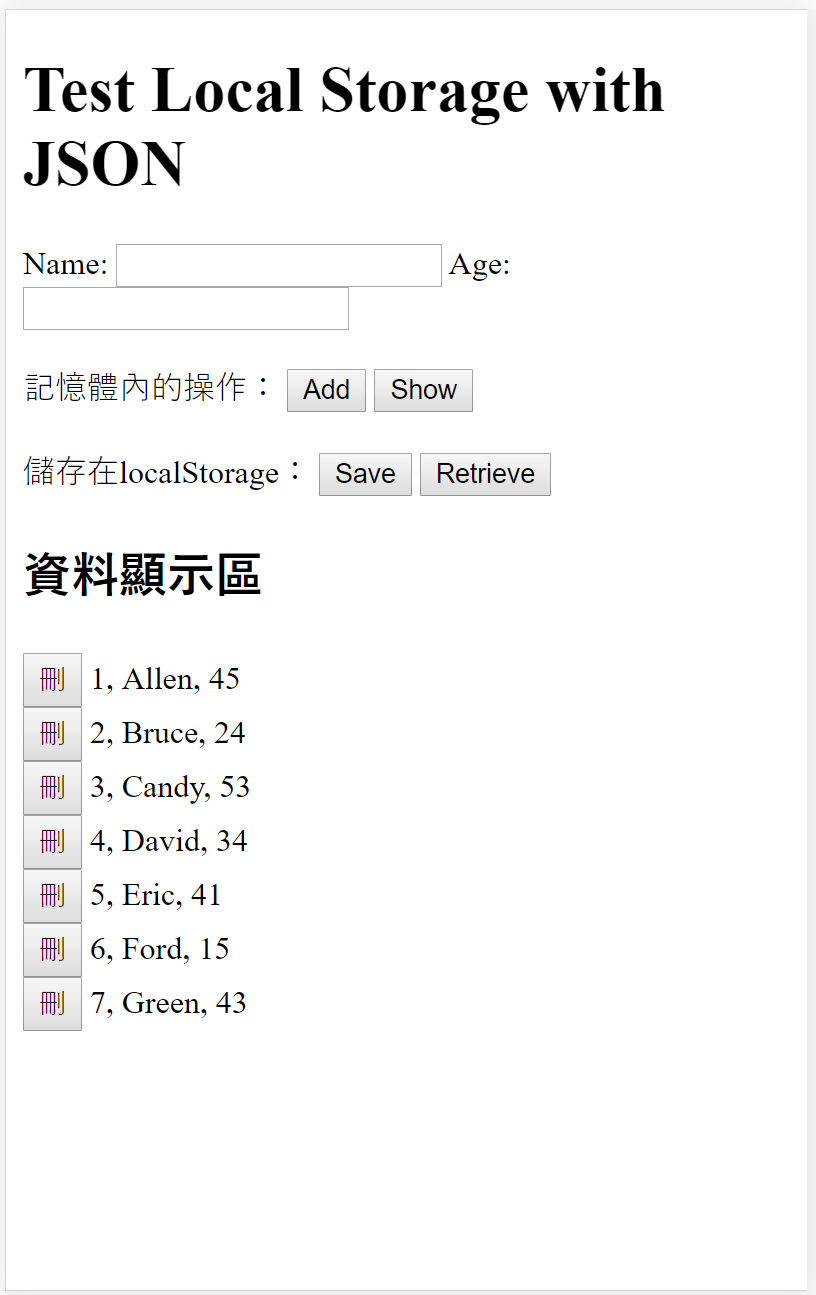 Test Local Storage with
JSON
Name: Age:
記憶體內的操作： Add Show
儲存在localStorage： Save Retrieve
資料顯示區
刪 1, Allen, 45
刪 2, Bruce, 24
刪 3, Candy, 53
刪 4, David, 34
刪 5, Eric, 41
刪 6, Ford, 15
刪 7, Green, 43